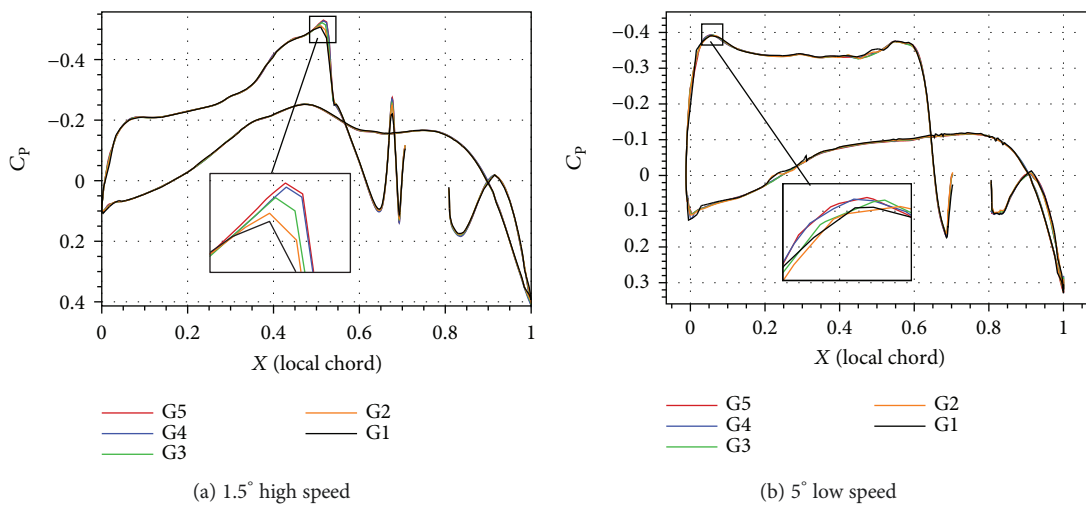 −0.4
−0.2
0
0.2
0.4
C_P
0 0.2 0.4 0.6 0.8 1
X (local chord)
G5 G2
G4 G1
G3
(a) 1.5° high speed
−0.4
−0.3
−0.2
−0.1
0
0.1
0.2
0.3
C_P
0 0.2 0.4 0.6 0.8 1
X (local chord)
G5 G2
G4 G1
G3
(b) 5° low speed